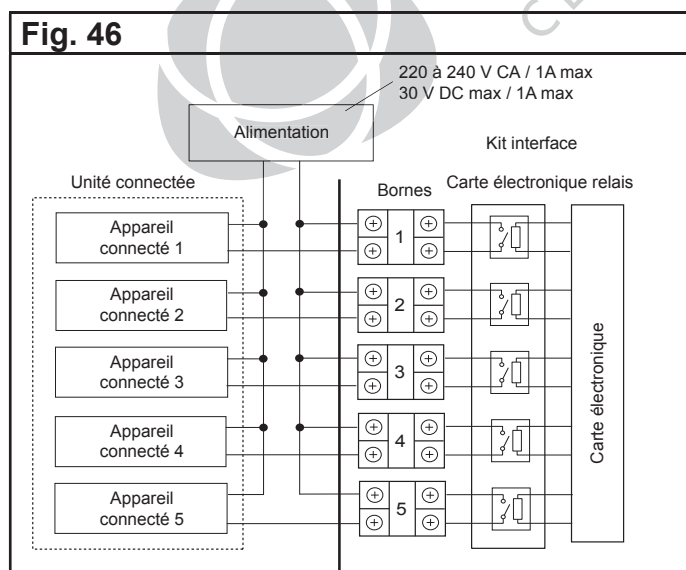 Fig. 46
220 à 240 V CA / 1A max
30 V DC max / 1A max
Alimentation
Kit interface
Unité connectée
Bornes
Carte électronique relais
Appareil
connecté 1
1
Appareil
connecté 2
2
Appareil
connecté 3
3
Appareil
connecté 4
4
Appareil
connecté 5
5
Carte électronique